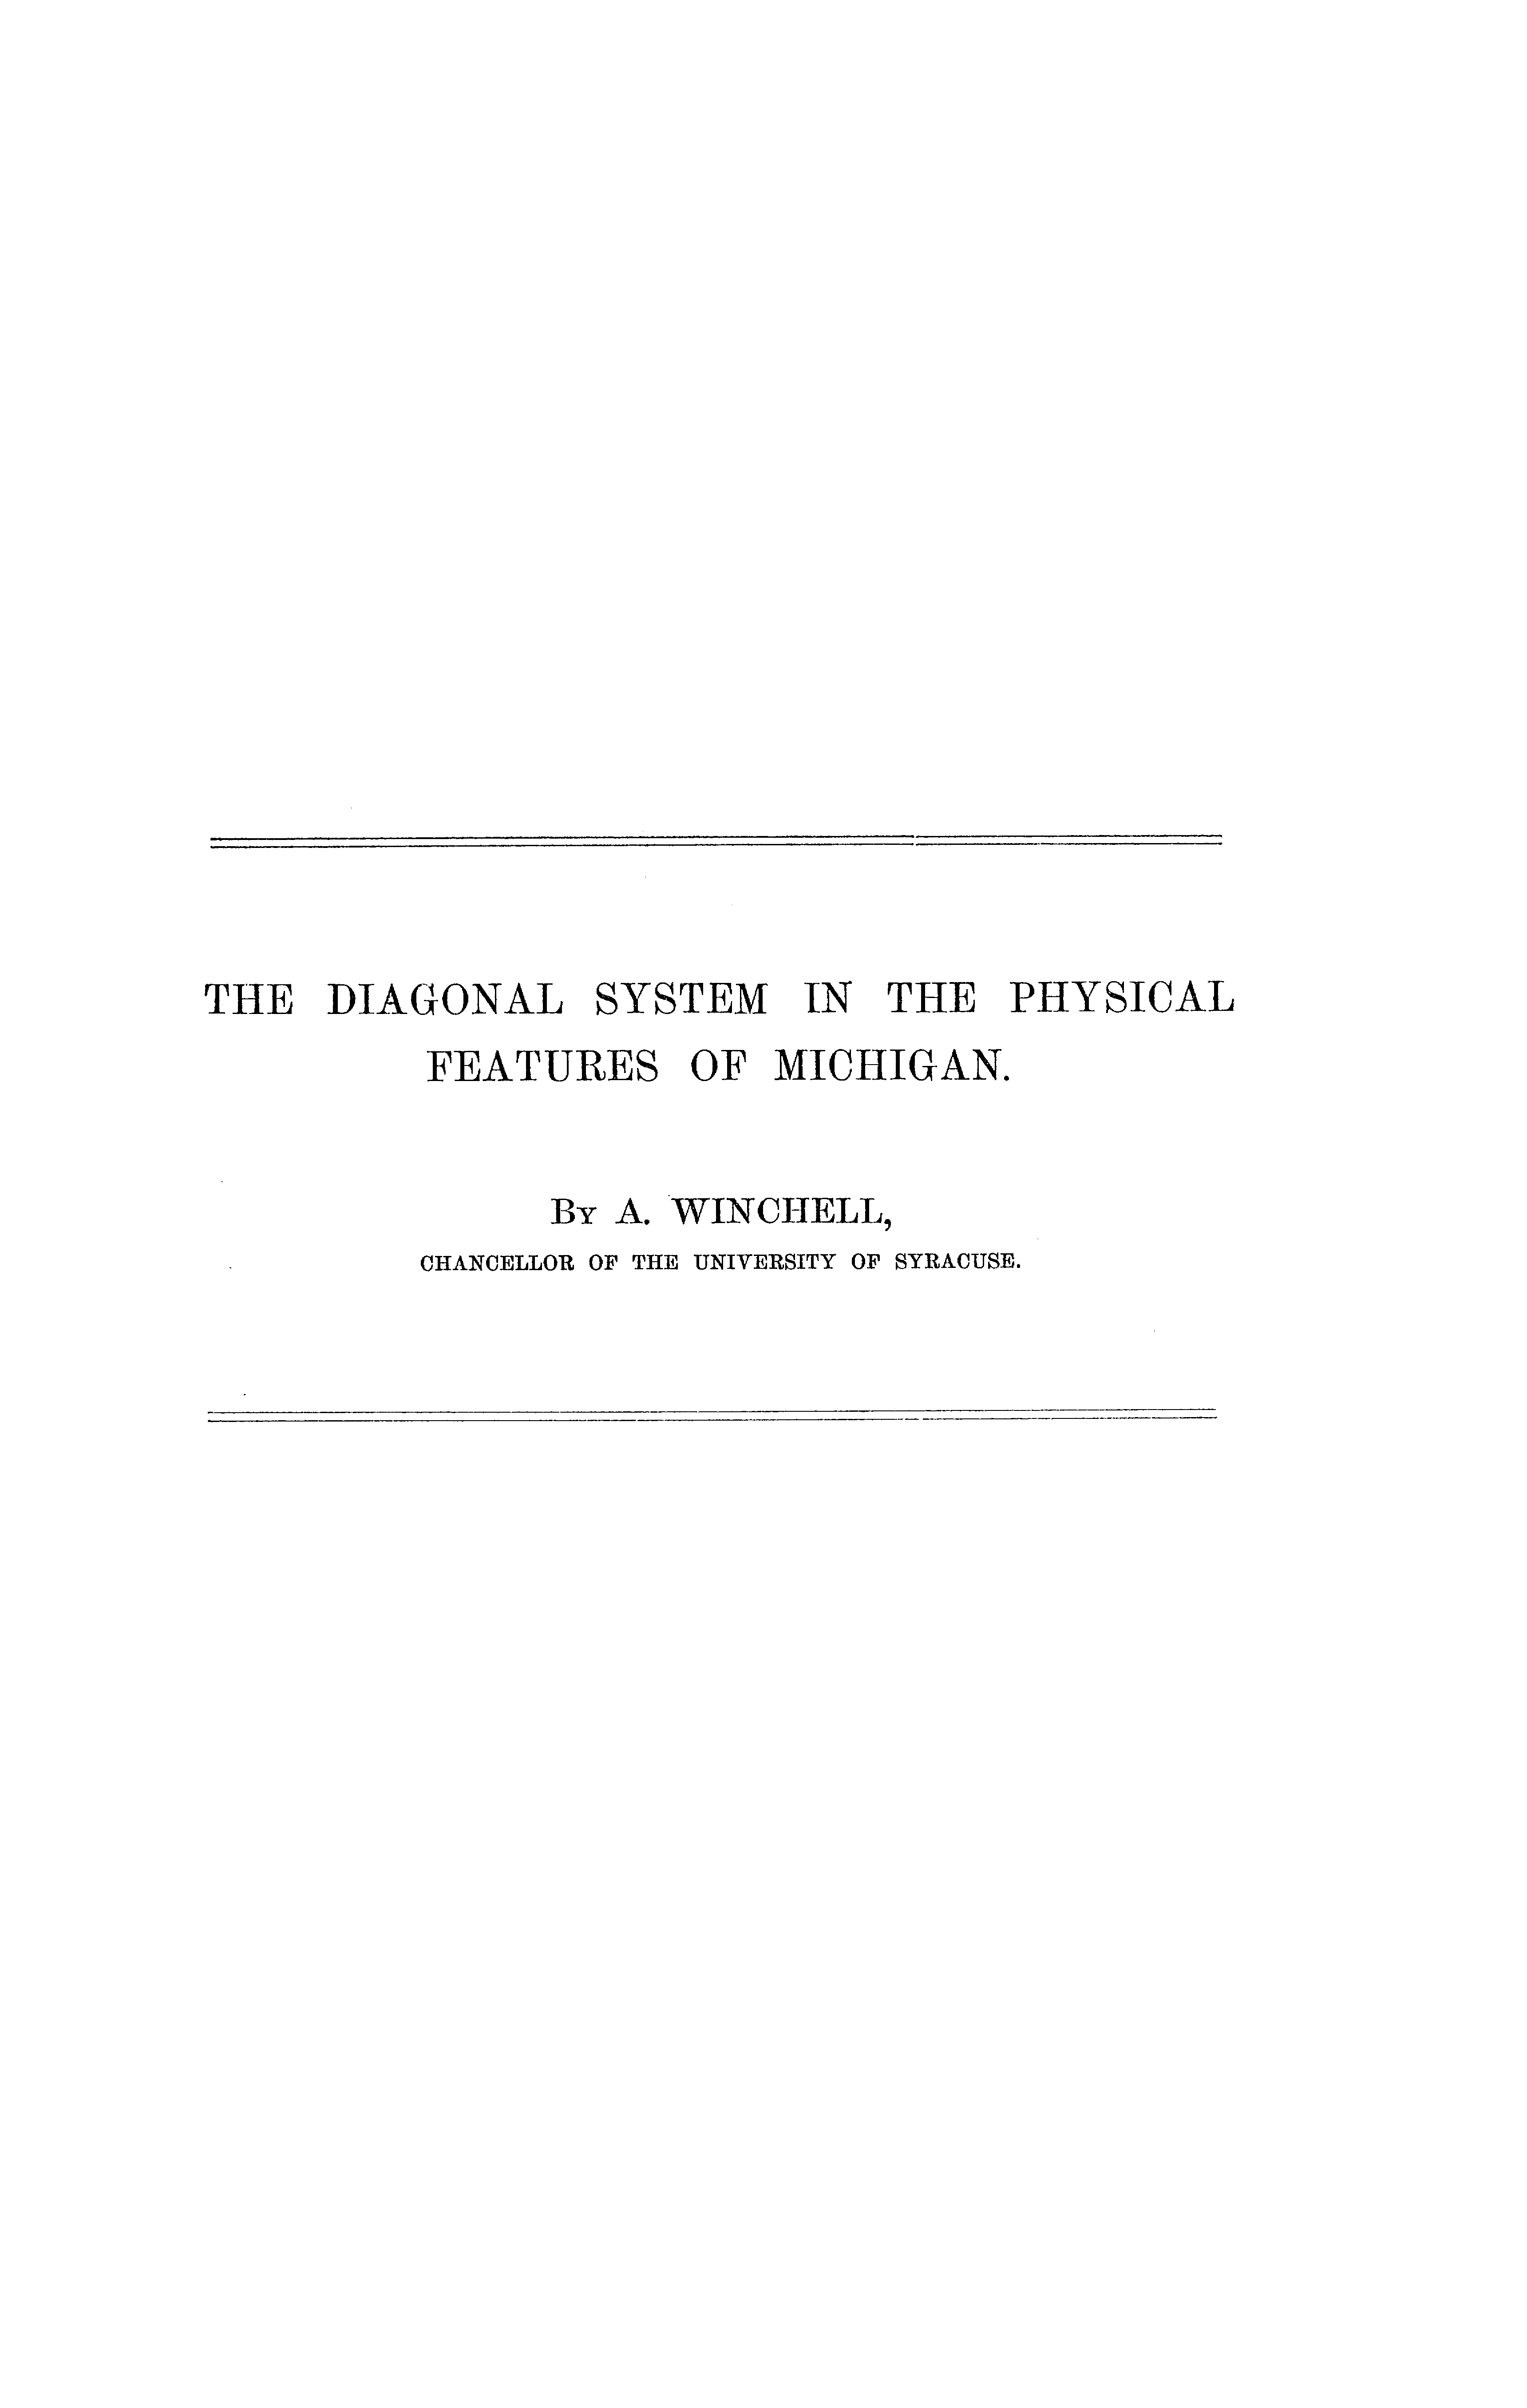 THE DIAGONAL SYSTEM IN THE PHYSICAL
FEATURES OF MICHIGAN.
By A. WINCHELL,
CHANCELLOR OF THE UNIVERSITY OF SYRACUSE.